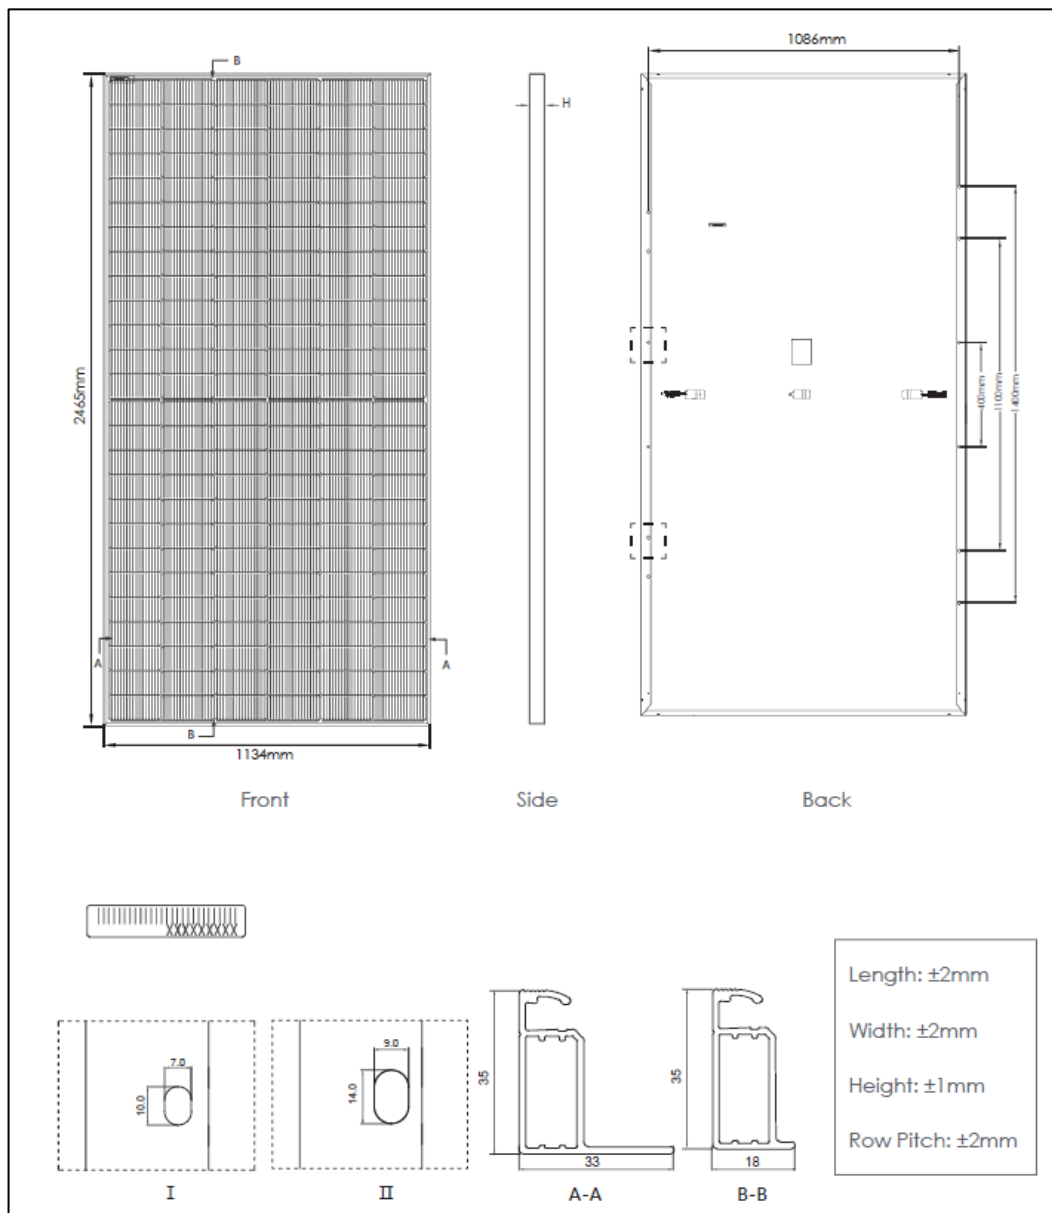 1086mm
B
H
2465mm
400mm
1100mm
1400mm
A
A
B
1134mm
Front
Side
Back
Length: ±2mm
Width: ±2mm
Height: ±1mm
Row Pitch: ±2mm
7.0
10.0
9.0
14.0
35
33
35
18
I
II
A-A
B-B